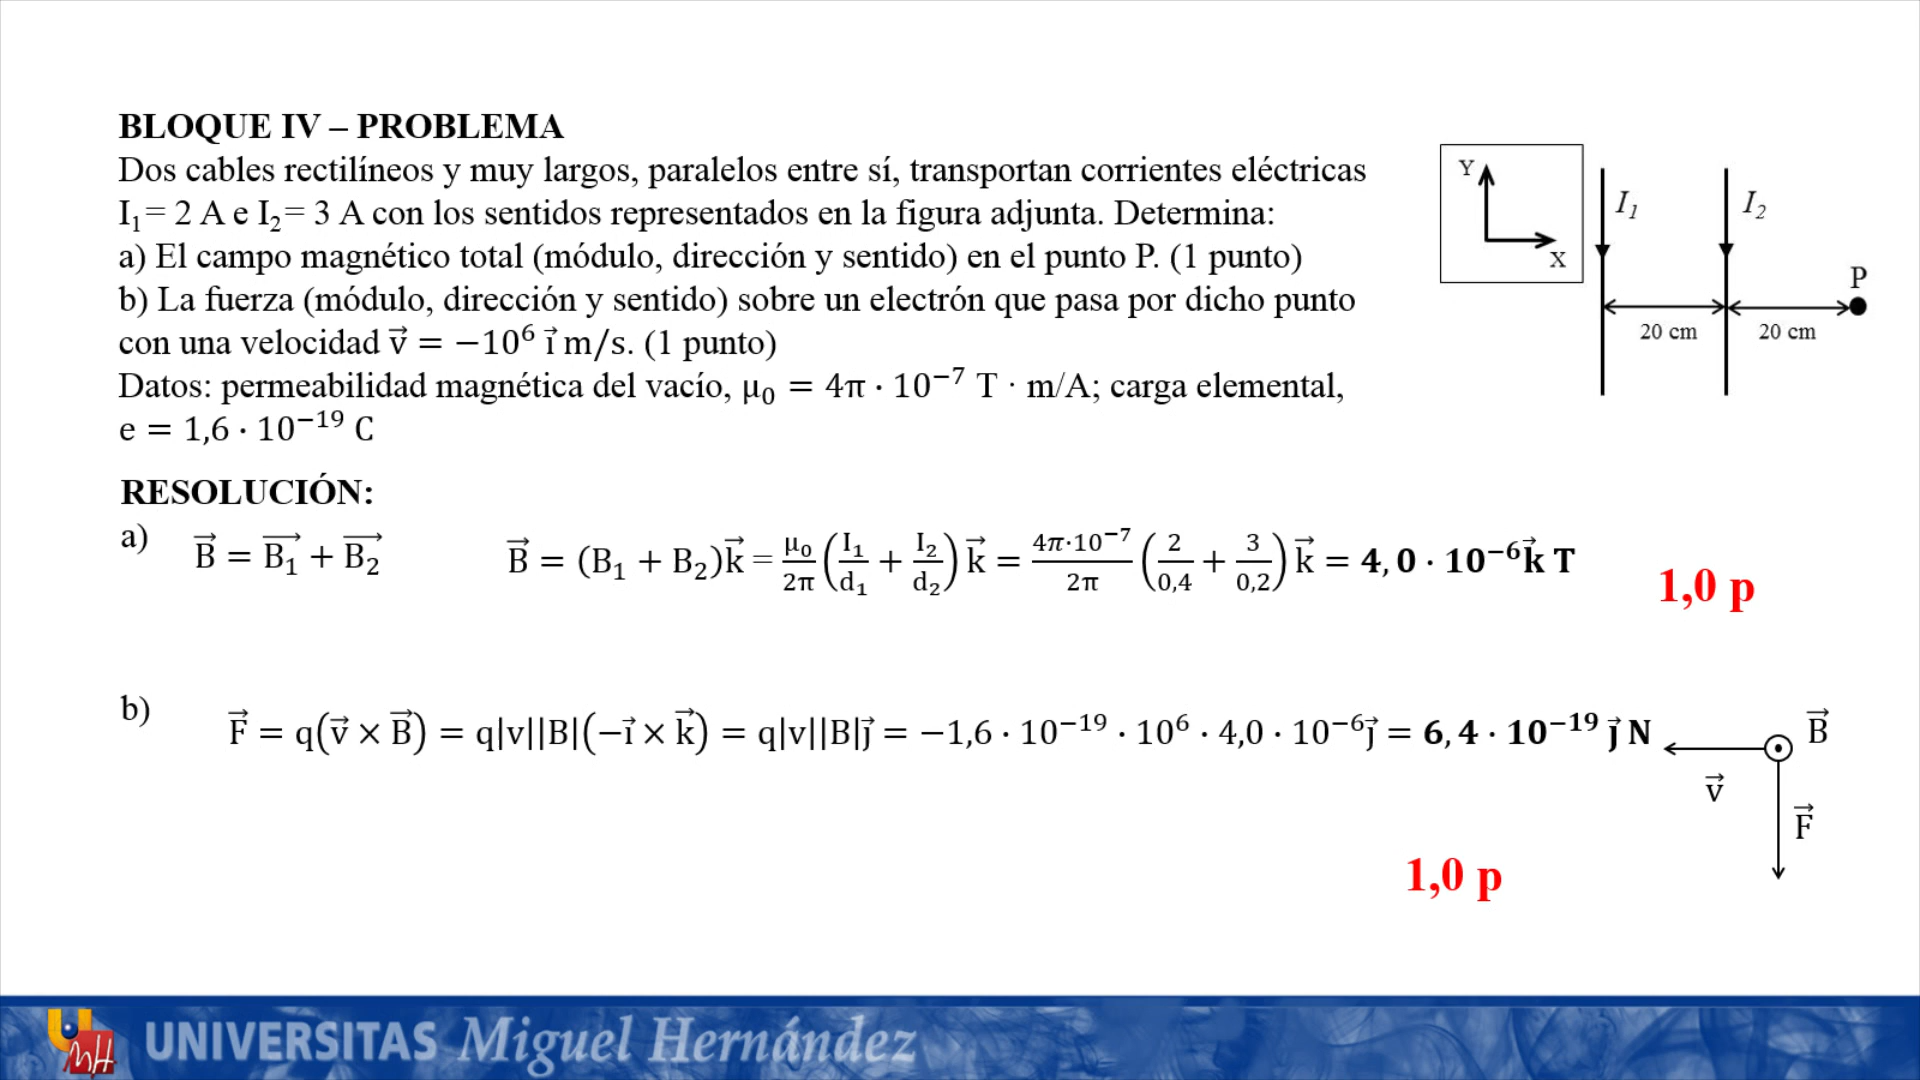 BLOQUE IV – PROBLEMA
Dos cables rectilíneos y muy largos, paralelos entre sí, transportan corrientes eléctricas
I₁= 2 A e I₂= 3 A con los sentidos representados en la figura adjunta. Determina:
a) El campo magnético total (módulo, dirección y sentido) en el punto P. (1 punto)
b) La fuerza (módulo, dirección y sentido) sobre un electrón que pasa por dicho punto
con una velocidad v⃗ = −10⁶ i⃗ m/s. (1 punto)
Datos: permeabilidad magnética del vacío, μ₀ = 4π · 10⁻⁷ T · m/A; carga elemental,
e = 1,6 · 10⁻¹⁹ C
Y
X
I₁
I₂
P
20 cm
20 cm
RESOLUCIÓN:
a) B⃗ = B₁⃗ + B₂⃗ B⃗ = (B₁ + B₂)k⃗ = μ₀/2π (I₁/d₁ + I₂/d₂) k⃗ = 4π·10⁻⁷/2π (2/0,4 + 3/0,2) k⃗ = 4,0 · 10⁻⁶k⃗ T
1,0 p
b) F⃗ = q(v⃗ × B⃗) = q|v||B|(−i⃗ × k⃗) = q|v||B|j⃗ = −1,6 · 10⁻¹⁹ · 10⁶ · 4,0 · 10⁻⁶j⃗ = 6,4 · 10⁻¹⁹ j⃗ N
B⃗
v⃗
F⃗
1,0 p
UMH
UNIVERSITAS Miguel Hernández